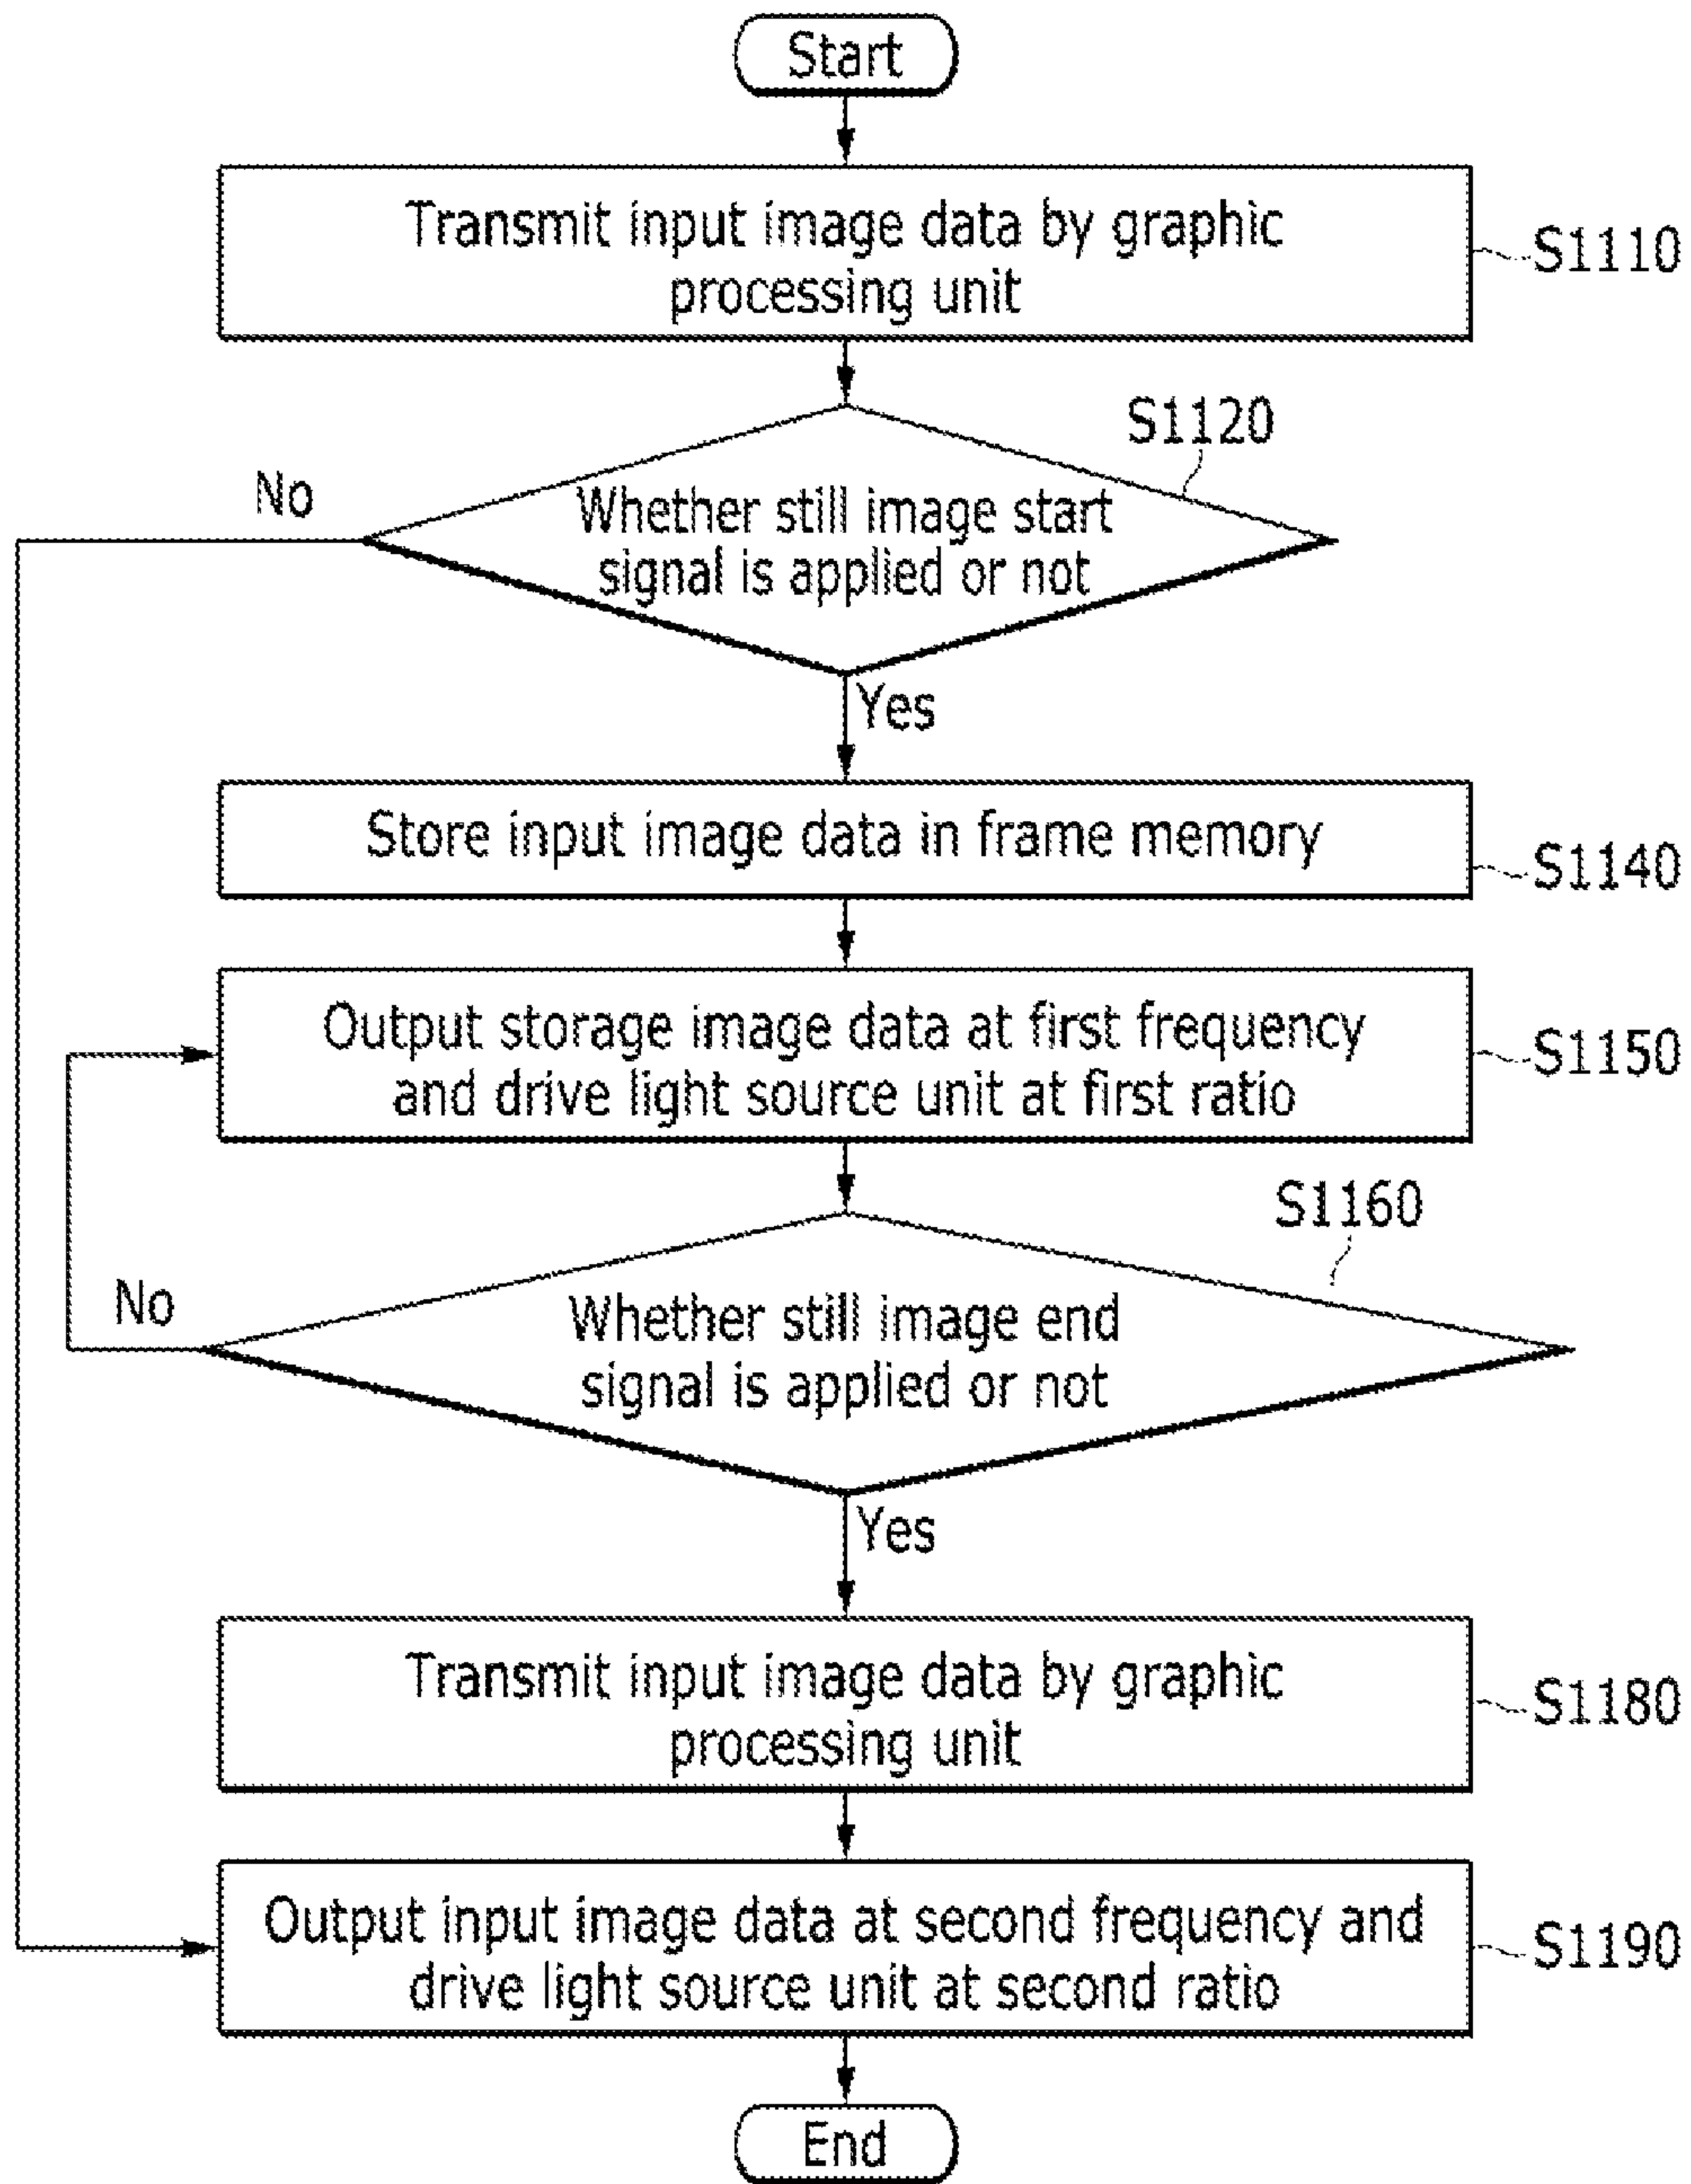 Start
Transmit input image data by graphic
processing unit
S1110
S1120
No
Whether still image start
signal is applied or not
Yes
Store input image data in frame memory
S1140
Output storage image data at first frequency
and drive light source unit at first ratio
S1150
S1160
No
Whether still image end
signal is applied or not
Yes
Transmit input image data by graphic
processing unit
S1180
Output input image data at second frequency and
drive light source unit at second ratio
S1190
End